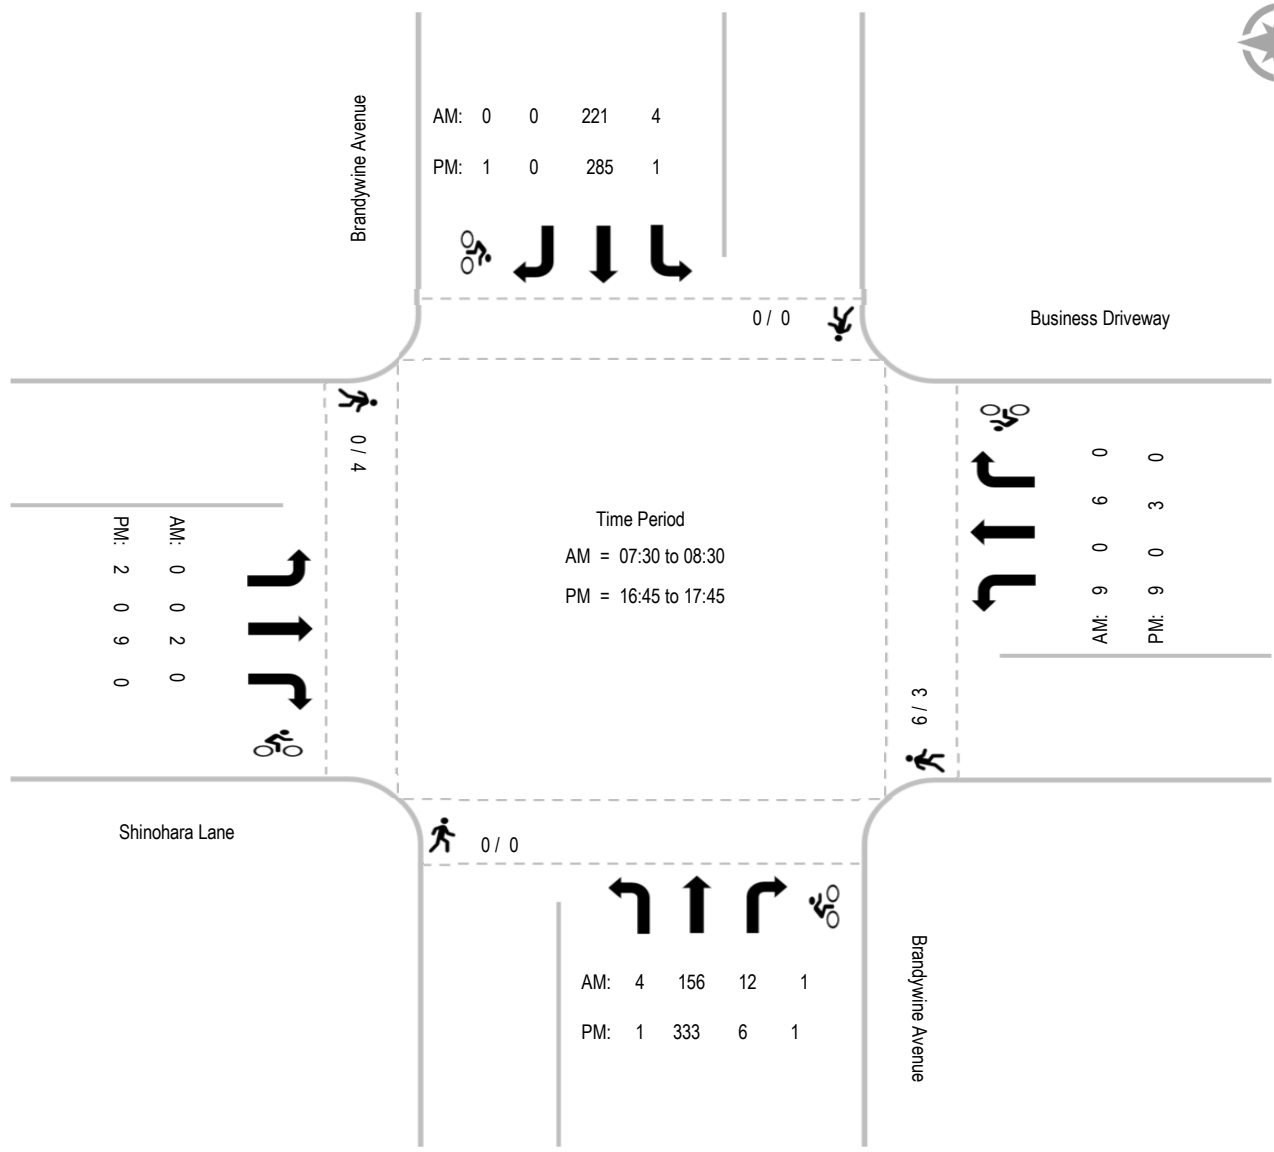 Brandywine Avenue
AM: 0 0 221 4
PM: 1 0 285 1
0 / 0
Business Driveway
0 / 4
PM: 2 0 9 0
AM: 0 0 2 0
Time Period
AM = 07:30 to 08:30
PM = 16:45 to 17:45
AM: 9 0 6 0
PM: 9 0 3 0
9 / 3
Shinohara Lane
0 / 0
AM: 4 156 12 1
PM: 1 333 6 1
Brandywine Avenue